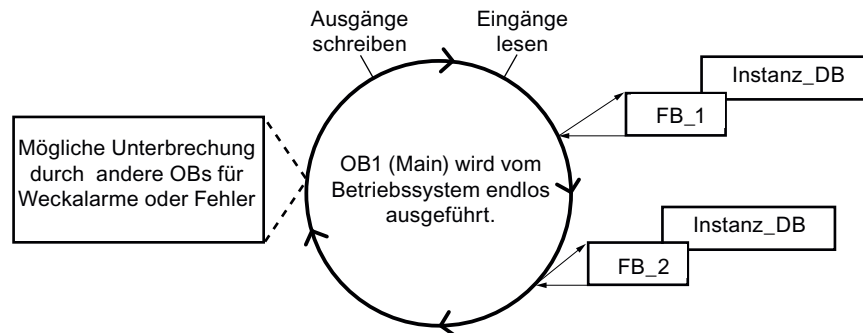 Ausgänge
schreiben
Eingänge
lesen
Instanz_DB
FB_1
Mögliche Unterbrechung
durch andere OBs für
Weckalarme oder Fehler
OB1 (Main) wird vom
Betriebssystem endlos
ausgeführt.
Instanz_DB
FB_2